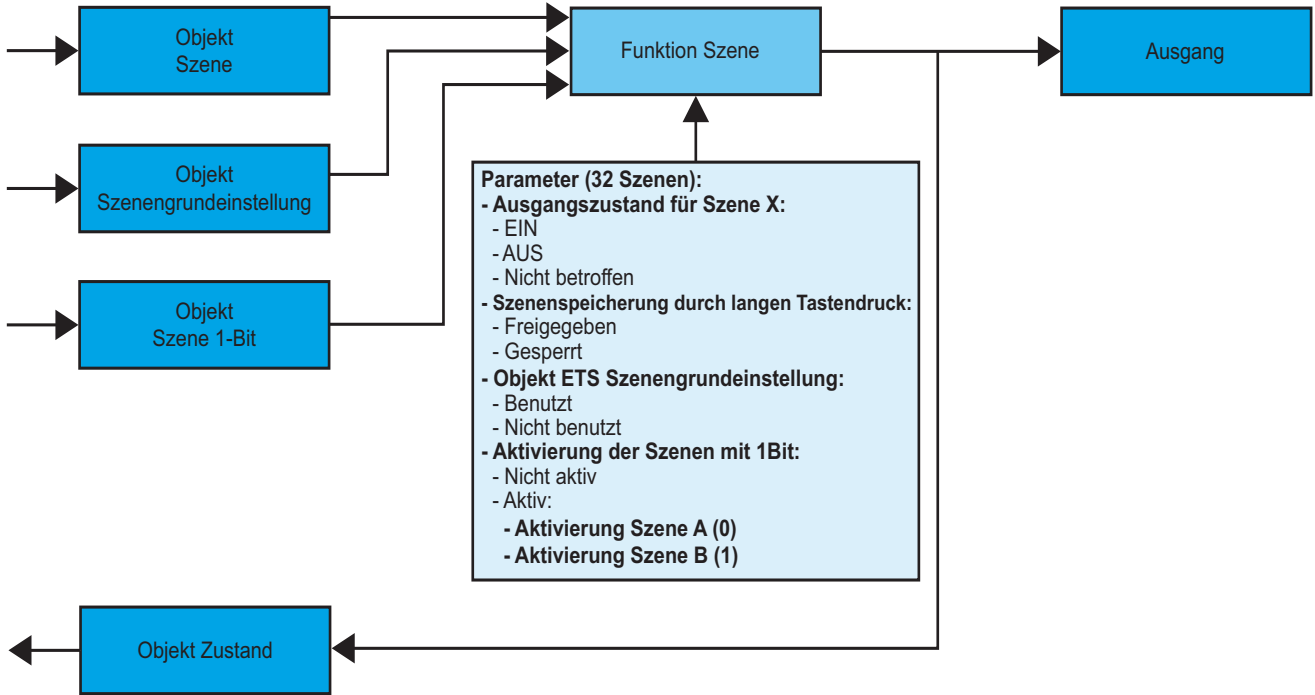 Objekt
Szene
Funktion Szene
Ausgang
Objekt
Szenengrundeinstellung
Objekt
Szene 1-Bit
Parameter (32 Szenen):
- Ausgangszustand für Szene X:
- EIN
- AUS
- Nicht betroffen
- Szenenspeicherung durch langen Tastendruck:
- Freigegeben
- Gesperrt
- Objekt ETS Szenengrundeinstellung:
- Benutzt
- Nicht benutzt
- Aktivierung der Szenen mit 1Bit:
- Nicht aktiv
- Aktiv:
- Aktivierung Szene A (0)
- Aktivierung Szene B (1)
Objekt Zustand